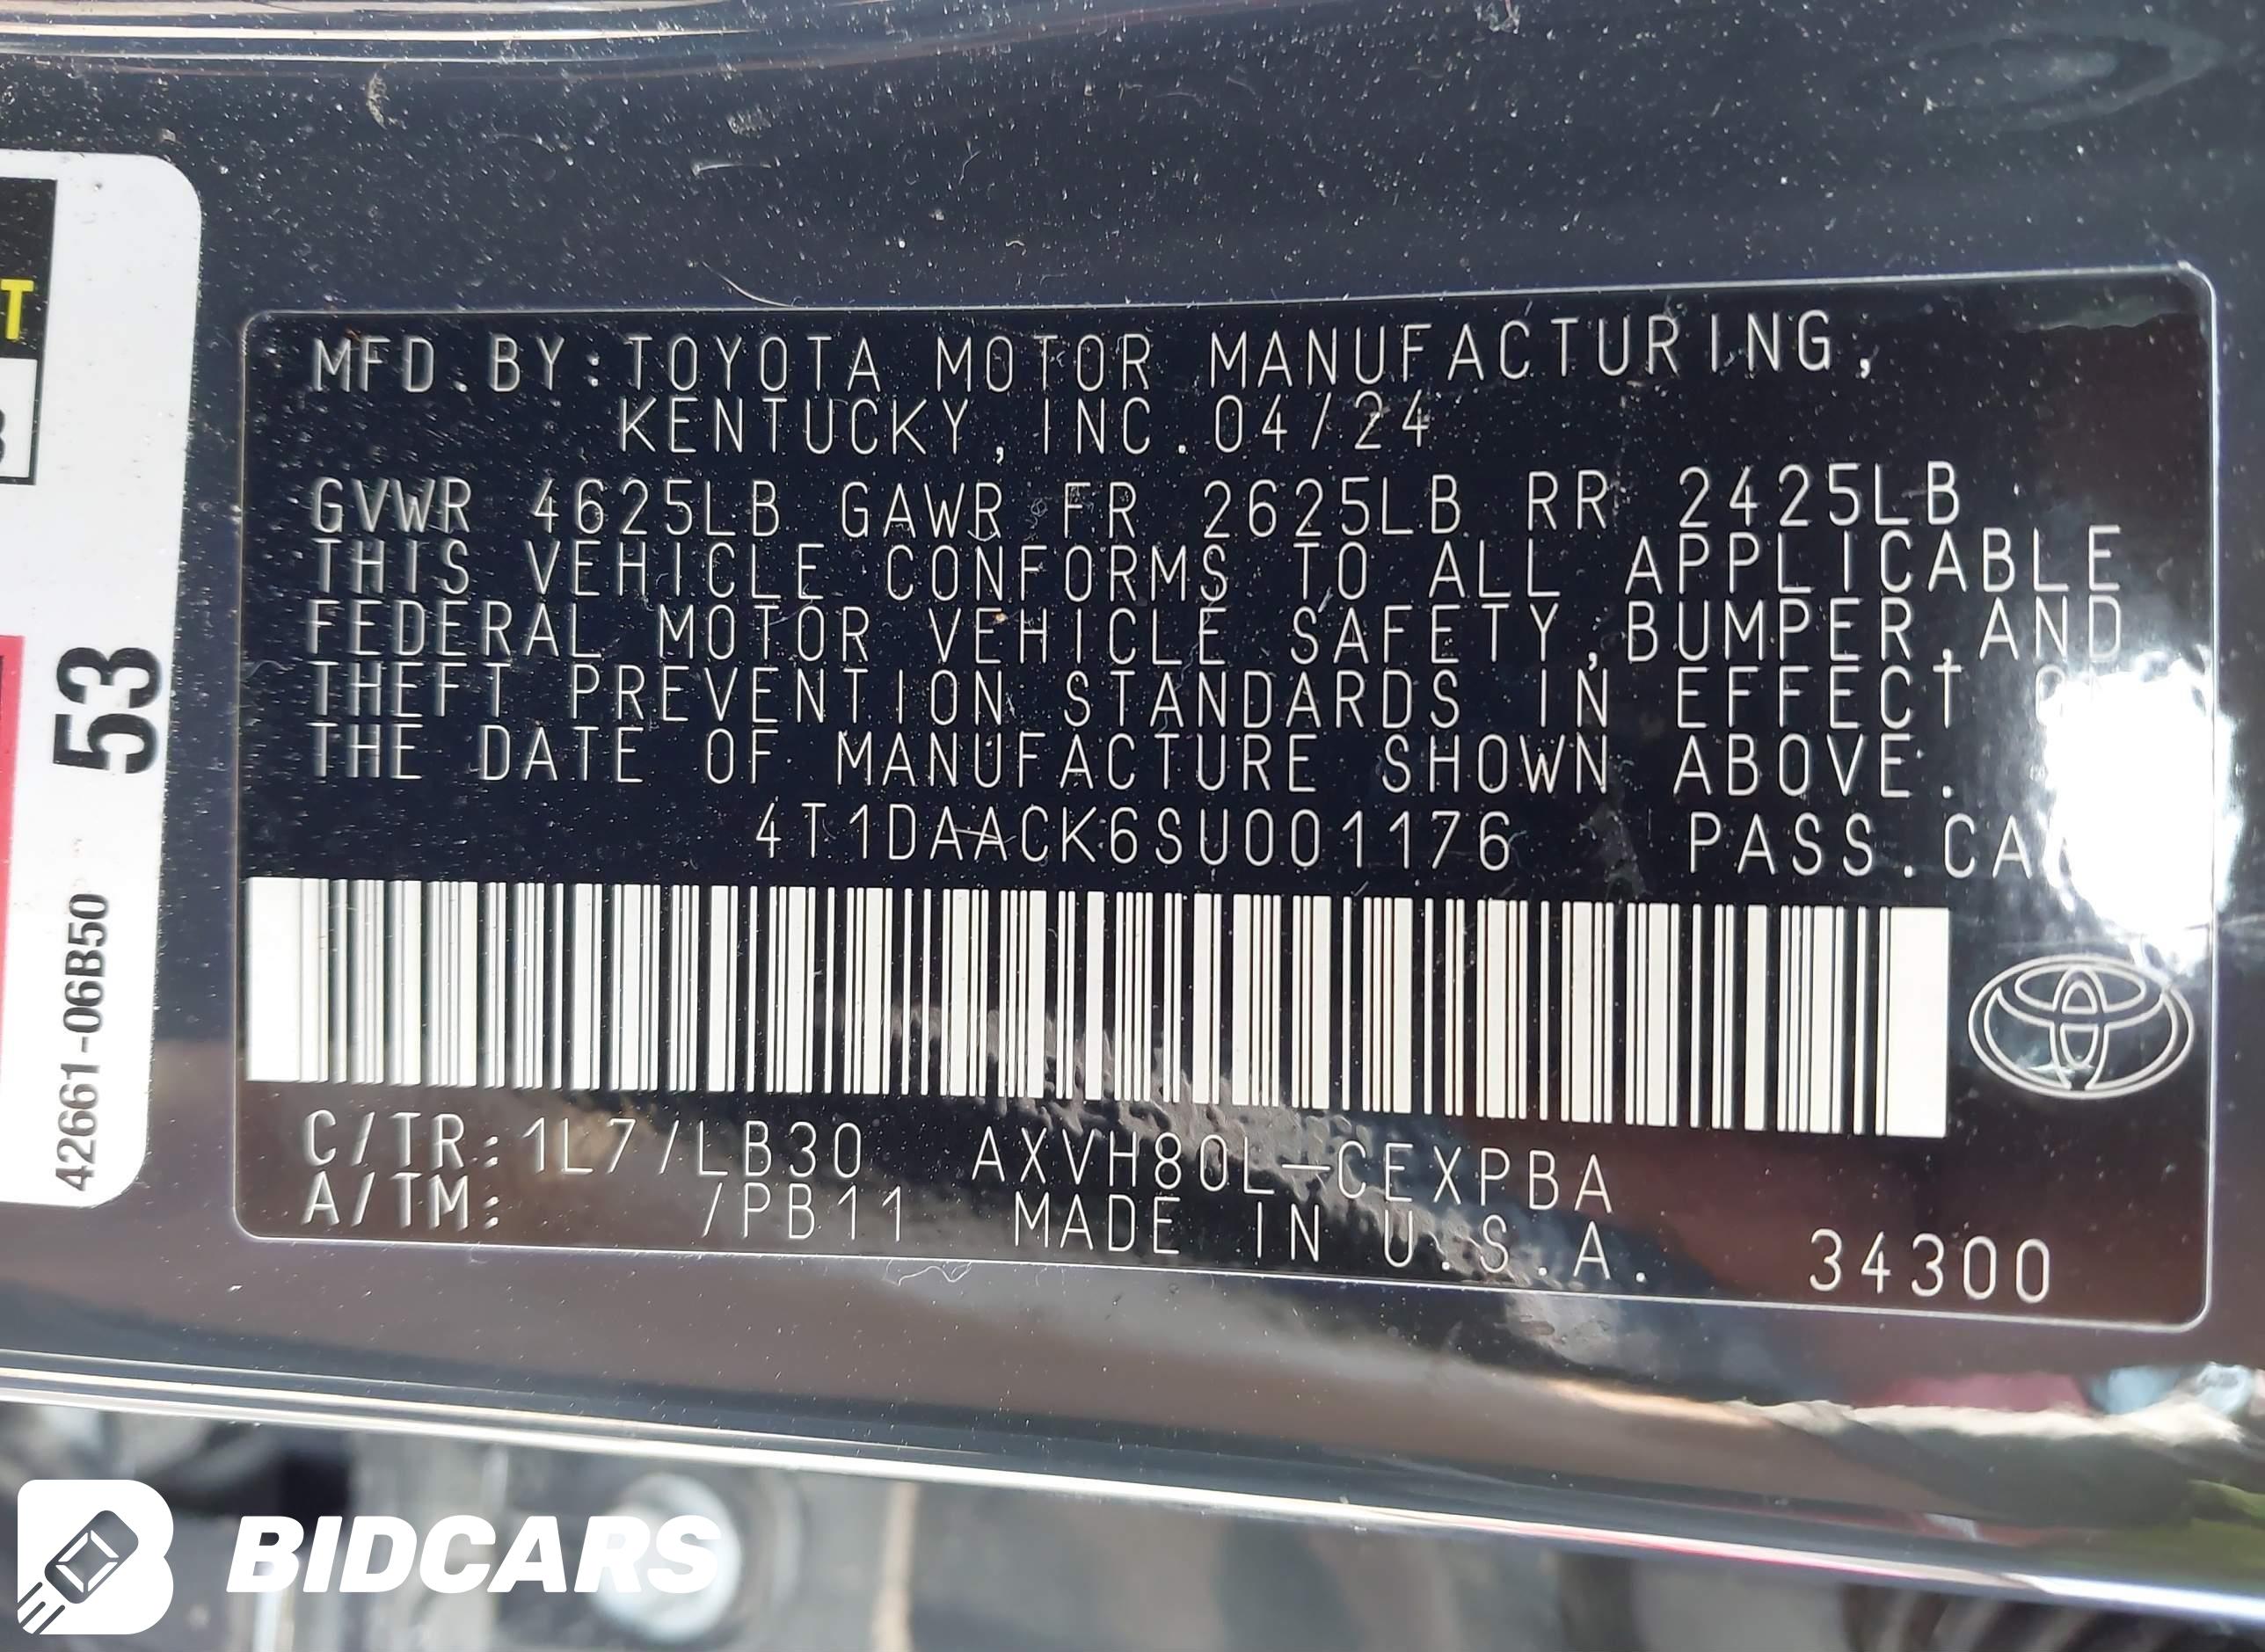 MFD.BY:TOYOTA MOTOR MANUFACTURING,
KENTUCKY,INC.04/24
GVWR 4625LB GAWR FR 2625LB RR 2425LB
THIS VEHICLE CONFORMS TO ALL APPLICABLE
FEDERAL MOTOR VEHICLE SAFETY,BUMPER,AND
THEFT PREVENTION STANDARDS IN EFFECT
THE DATE OF MANUFACTURE SHOWN ABOVE.
4T1DAACK6SU001176 PASS.CAR
C/TR:1L7/LB30 AXVH80L-CEXPBA
A/TM: /PB11 MADE IN U.S.A. 34300
T
53
42661-06B50
BIDCARS